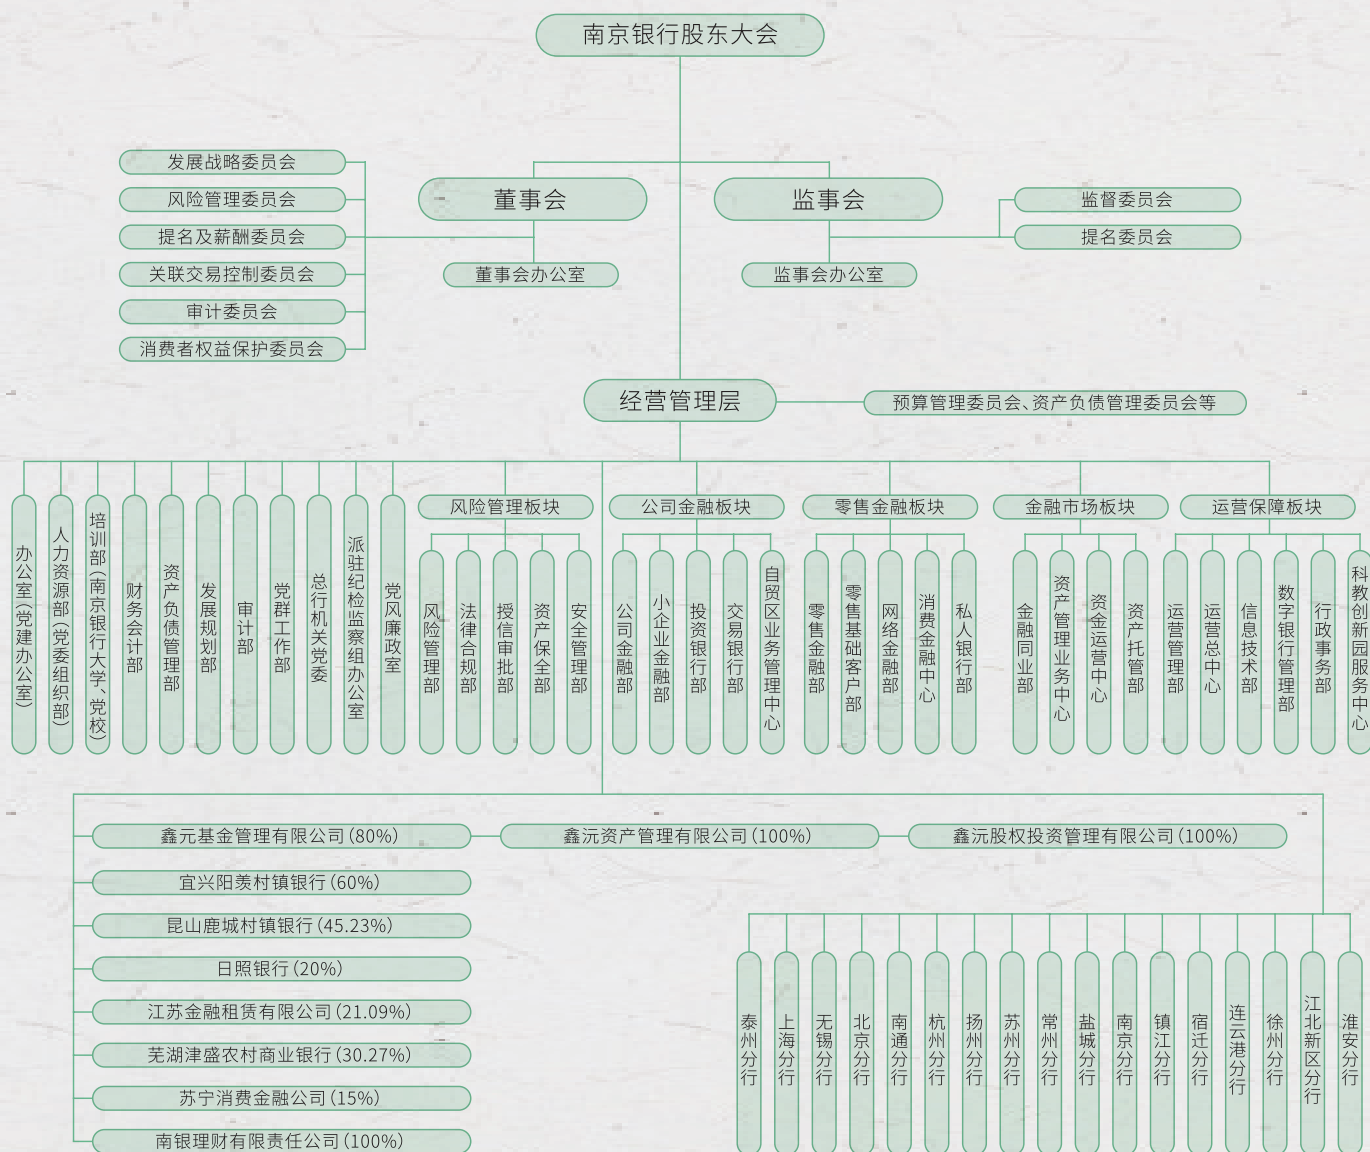 南京银行股东大会
发展战略委员会
风险管理委员会
提名及薪酬委员会
关联交易控制委员会
审计委员会
消费者权益保护委员会
董事会
董事会办公室
监事会
监事会办公室
监督委员会
提名委员会
经营管理层
预算管理委员会、资产负债管理委员会等
办公室(党建办公室)
人力资源部(党委组织部)
培训部(南京银行大学、党校)
财务会计部
资产负债管理部
发展规划部
审计部
党群工作部
总行机关党委
派驻纪检监察组办公室
党风廉政室
风险管理板块
风险管理部
法律合规部
授信审批部
资产保全部
安全管理部
公司金融板块
公司金融部
小企业金融部
投资银行部
交易银行部
自贸区业务管理中心
零售金融板块
零售金融部
零售基础客户部
网络金融部
消费金融中心
私人银行部
金融市场板块
金融同业部
资产管理业务中心
资金运营中心
资产托管部
运营保障板块
运营管理部
运营总中心
信息技术部
数字银行管理部
行政事务部
科教创新园服务中心
鑫元基金管理有限公司(80%)
鑫沅资产管理有限公司(100%)
鑫沅股权投资管理有限公司(100%)
宜兴阳羡村镇银行(60%)
昆山鹿城村镇银行(45.23%)
日照银行(20%)
江苏金融租赁有限公司(21.09%)
芜湖津盛农村商业银行(30.27%)
苏宁消费金融公司(15%)
南银理财有限责任公司(100%)
泰州分行
上海分行
无锡分行
北京分行
南通分行
杭州分行
扬州分行
苏州分行
常州分行
盐城分行
南京分行
镇江分行
宿迁分行
连云港分行
徐州分行
江北新区分行
淮安分行